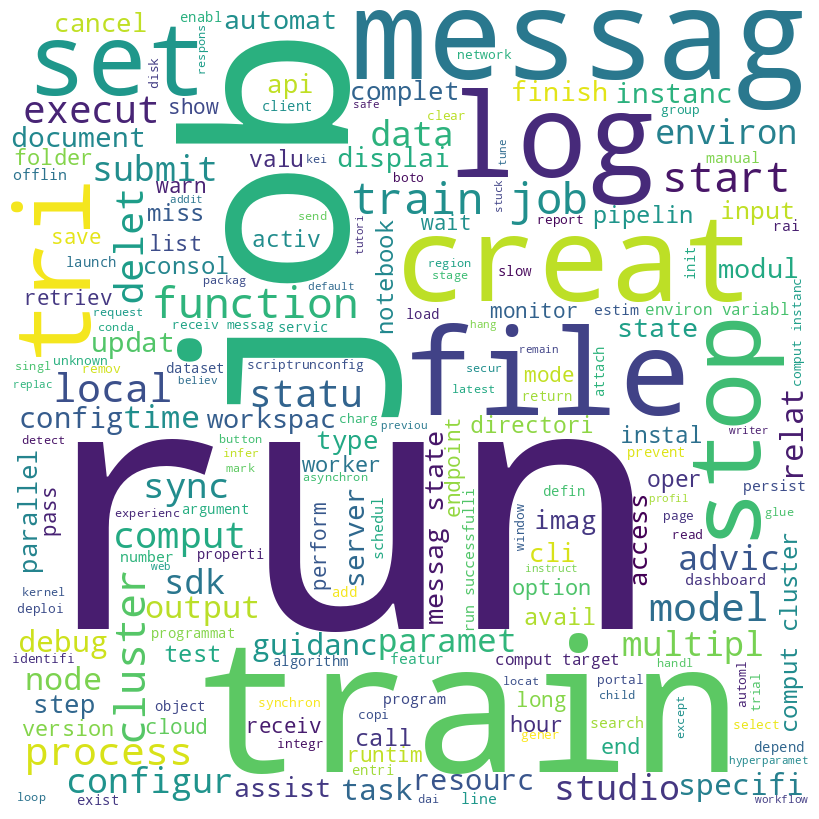 cancel
enabl
respons
automat
messag
set
disk
job
api
client
network
complet
finish
instanc
safe
clear
group
execut
show
document
folder
offlin
submit
valu
kei
data
displai
log
environ
manual
boto
tune
stuck
start
warn
addit
miss
train job
report
pipelin
input
rai
tri
save
delet
list
activ
send
tutori
wait
creat
init
launch
consol
notebook
region
stage
modul
retriev
packag
default
function
monitor
load
slow
estim
environ variabl
request
conda
receiv messag
servic
hang
state
comput instanc
updat
unknown
singl
remov
replac
dataset
believ
scriptrunconfig
file
secur
latest
remain
mode
return
attach
stop
local
statu
config
time
workspac
charg
previou
directori
instal
relat
writer
detect
button
infer
mark
type
worker
asynchron
messag state
endpoint
prevent
oper
persist
parallel
pass
sync
experienc
argument
run
perform
server
schedul
defin
imag
window
access
profil
page
read
glue
comput
number
properti
web
cli
run successfulli
advic
dashboard
kernel
deploi
cluster
sdk
output
add
instruct
option
avail
model
comput cluster
debug
identifi
programmat
test
guidanc
paramet
algorithm
featur
comput target
multipl
handl
node
step
object
train
locat
portal
child
automl
trial
version
cloud
synchron
receiv
integr
program
copi
call
long
hour
gener
search
except
select
depend
process
runtim
entri
end
hyperparamet
configur
assist
task
resourc
studio
specifi
loop
exist
dai
line
workflow